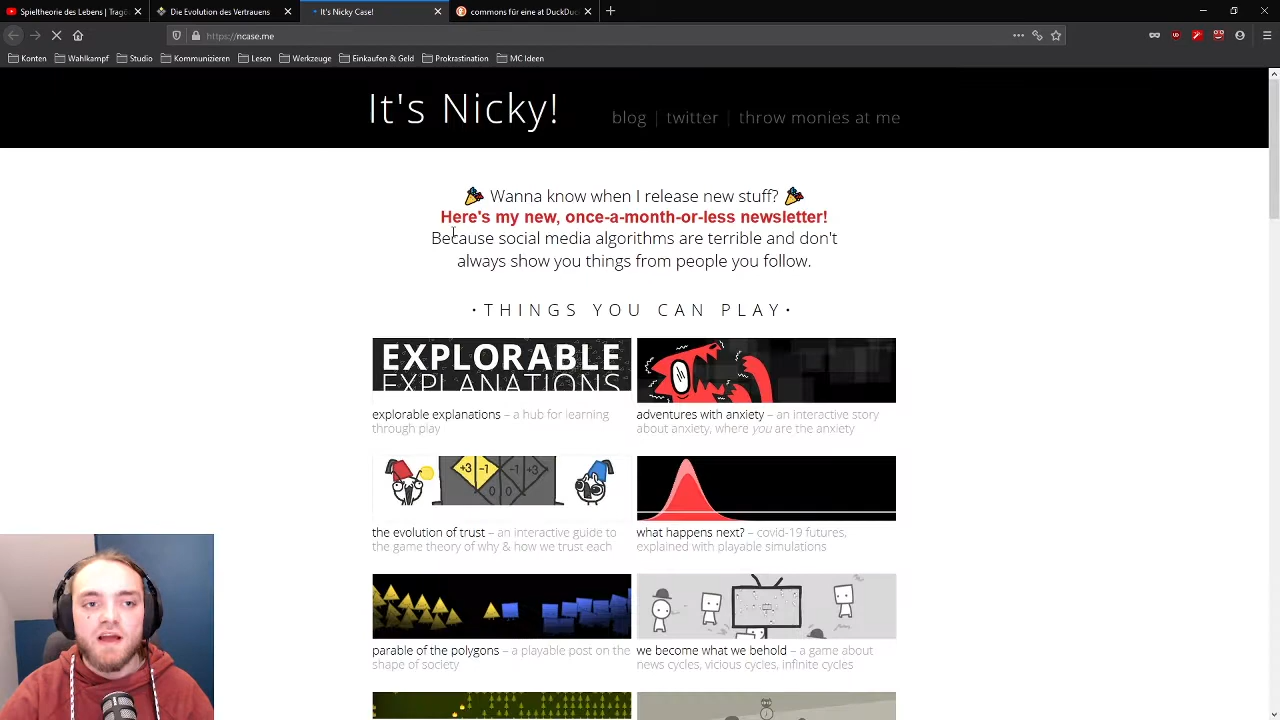 Spieltheorie des Lebens | Trag
Die Evolution des Vertrauens
It's Nicky Case!
commons für eine at DuckDuc
https://ncase.me
Konten
Wahlkampf
Studio
Kommunizieren
Lesen
Werkzeuge
Einkaufen & Geld
Prokrastination
MC Ideen
It's Nicky!
blog | twitter | throw monies at me
Wanna know when I release new stuff?
Here's my new, once-a-month-or-less newsletter!
Because social media algorithms are terrible and don't
always show you things from people you follow.
· THINGS YOU CAN PLAY ·
EXPLORABLE
EXPLANATIONS
explorable explanations – a hub for learning
through play
adventures with anxiety – an interactive story
about anxiety, where you are the anxiety
+3 -1 -1 +3
0 0
the evolution of trust – an interactive guide to
the game theory of why & how we trust each
what happens next? – covid-19 futures,
explained with playable simulations
parable of the polygons – a playable post on the
shape of society
we become what we behold – a game about
news cycles, vicious cycles, infinite cycles